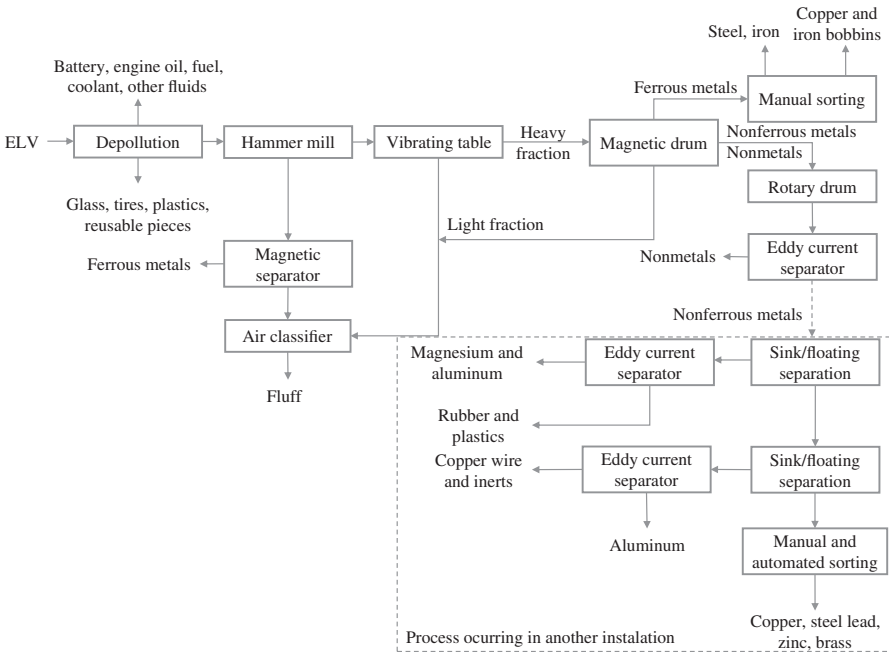 Copper and
iron bobbins
Steel, iron
Battery, engine oil, fuel,
coolant, other fluids
Ferrous metals
Manual sorting
ELV
Depollution
Hammer mill
Vibrating table
Heavy
fraction
Magnetic drum
Nonferrous metals
Nonmetals
Rotary drum
Glass, tires, plastics,
reusable pieces
Light fraction
Ferrous metals
Magnetic
separator
Nonmetals
Eddy current
separator
Nonferrous metals
Air classifier
Fluff
Magnesium and
aluminum
Eddy current
separator
Sink/floating
separation
Rubber and
plastics
Copper wire
and inerts
Eddy current
separator
Sink/floating
separation
Aluminum
Manual and
automated sorting
Copper, steel lead,
zinc, brass
Process ocurring in another instalation